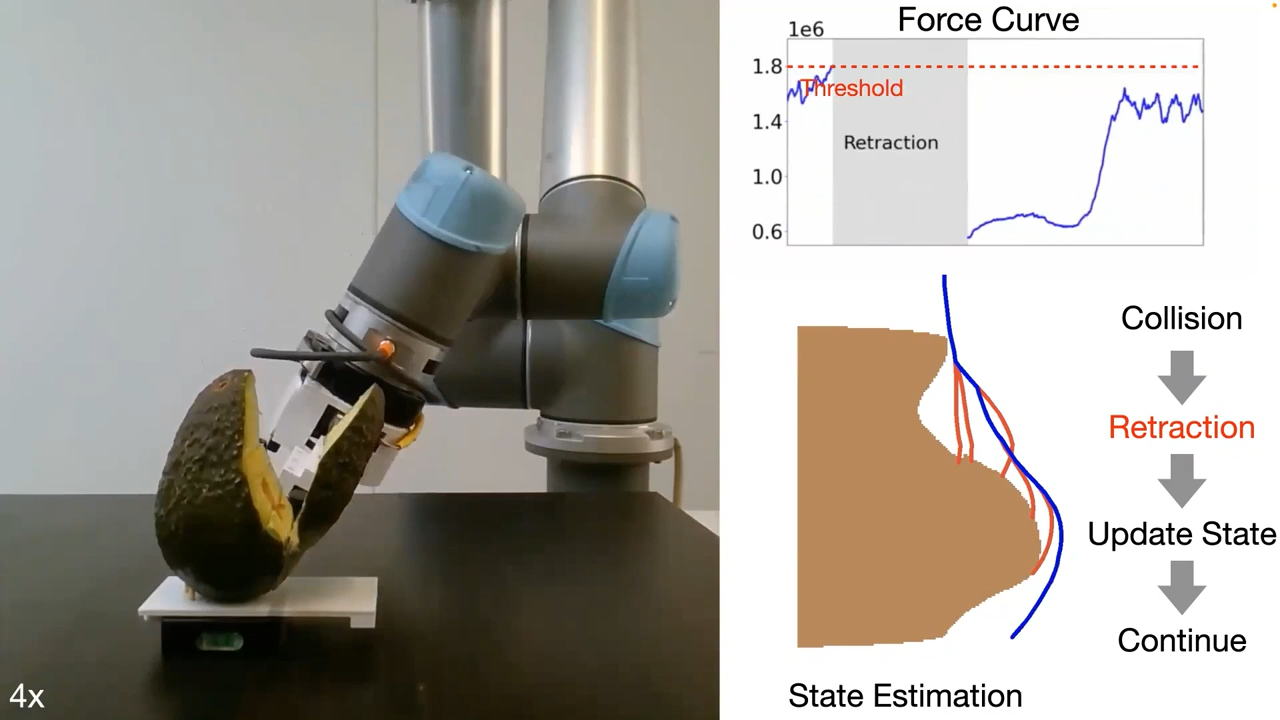 Force Curve
1e6
1.8
Threshold
1.4
Retraction
1.0
0.6
Collision
Retraction
Update State
Continue
State Estimation
4x